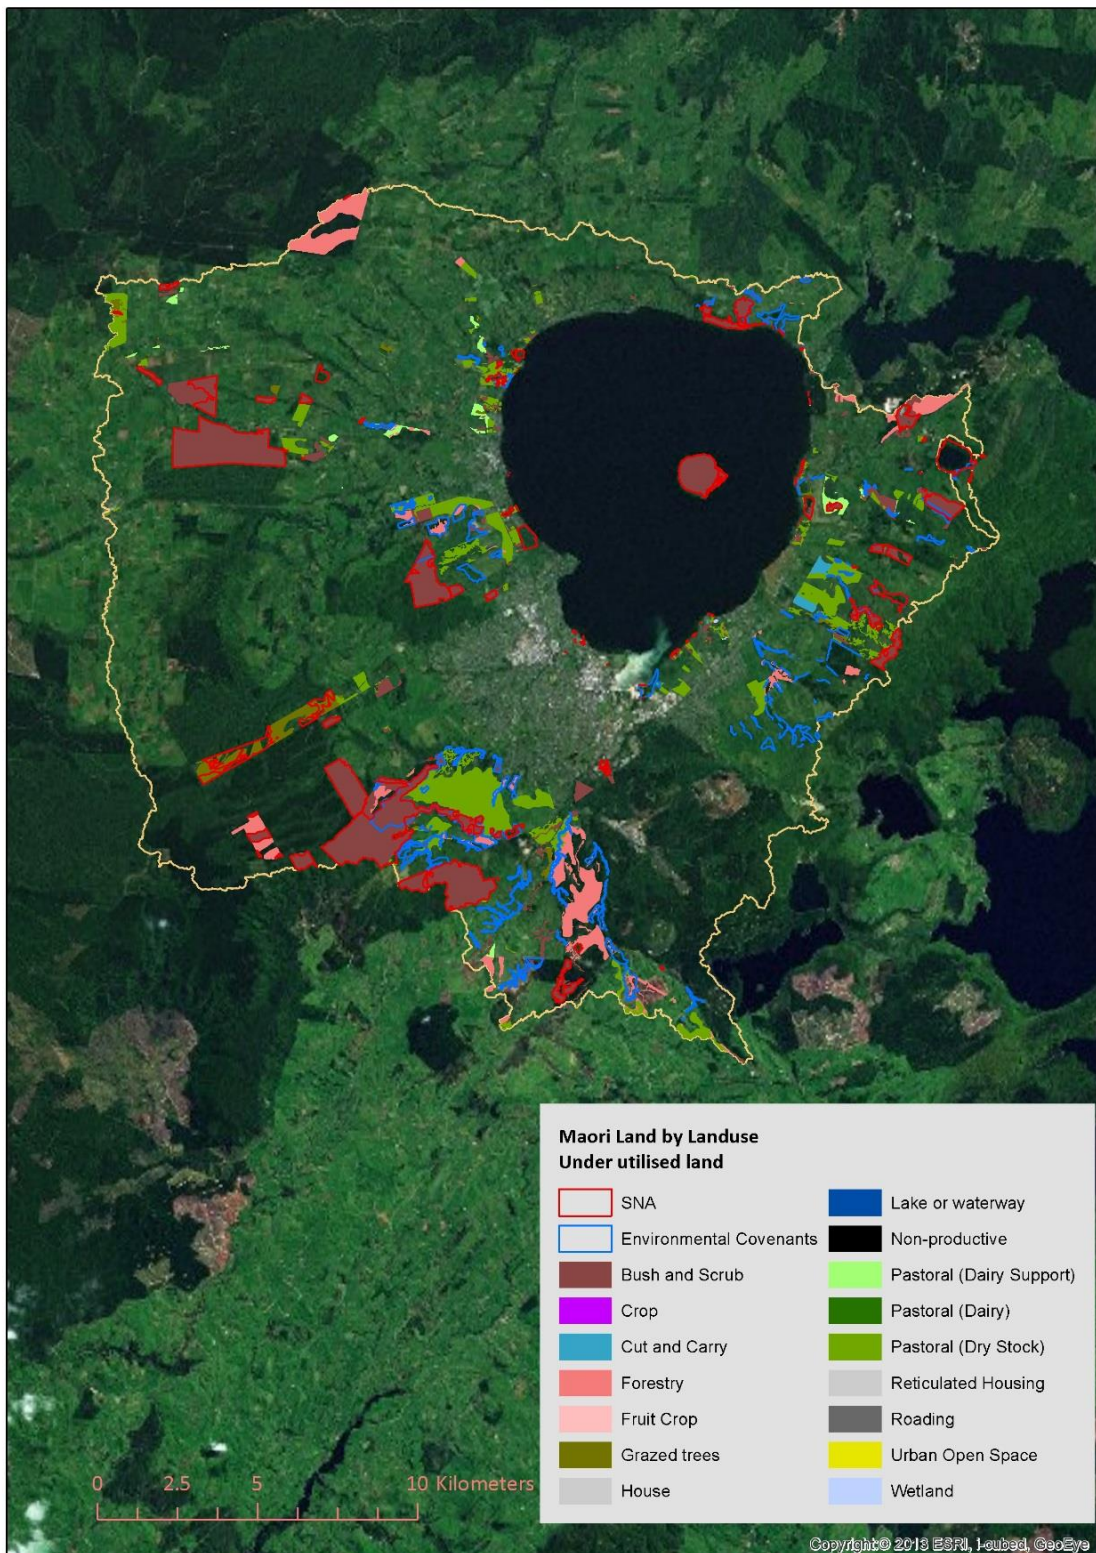 Maori Land by Landuse
Under utilised land
SNA
Environmental Covenants
Bush and Scrub
Crop
Cut and Carry
Forestry
Fruit Crop
Grazed trees
House
Lake or waterway
Non-productive
Pastoral (Dairy Support)
Pastoral (Dairy)
Pastoral (Dry Stock)
Reticulated Housing
Roading
Urban Open Space
Wetland
0 2.5 5 10 Kilometers
Copyright:© 2013 ESRI, i-cubed, GeoEye